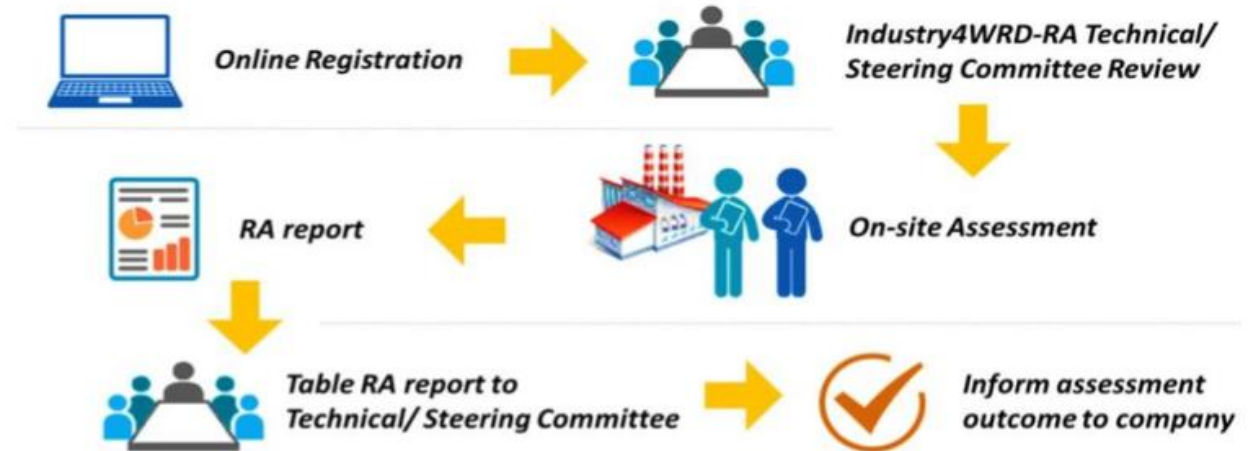 Online Registration
Industry4WRD-RA Technical/
Steering Committee Review
On-site Assessment
RA report
Table RA report to
Technical/ Steering Committee
Inform assessment
outcome to company